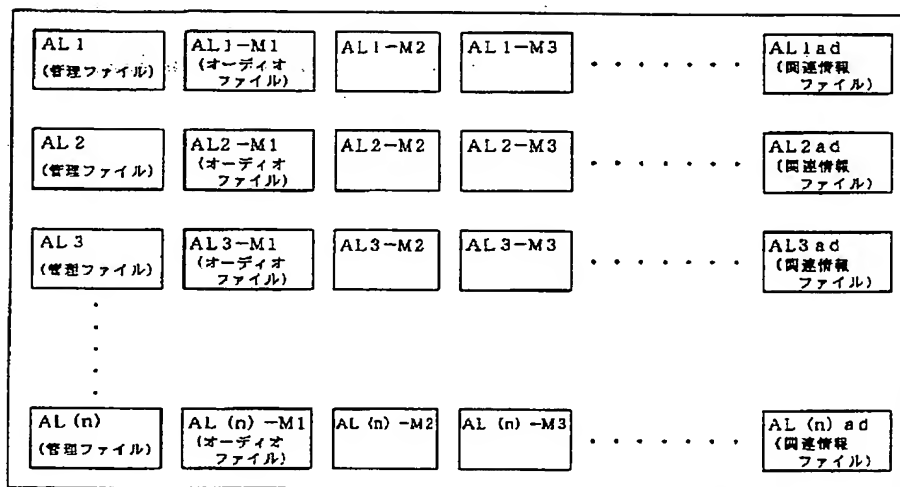 AL1
(管理ファイル)
AL1-M1
(オーディオ
ファイル)
AL1-M2
AL1-M3
・・・・・・・
AL1ad
(関連情報
ファイル)
AL2
(管理ファイル)
AL2-M1
(オーディオ
ファイル)
AL2-M2
AL2-M3
・・・・・・・
AL2ad
(関連情報
ファイル)
AL3
(管理ファイル)
AL3-M1
(オーディオ
ファイル)
AL3-M2
AL3-M3
・・・・・・・
AL3ad
(関連情報
ファイル)
AL(n)
(管理ファイル)
AL(n)-M1
(オーディオ
ファイル)
AL(n)-M2
AL(n)-M3
・・・・・・・
AL(n)ad
(関連情報
ファイル)